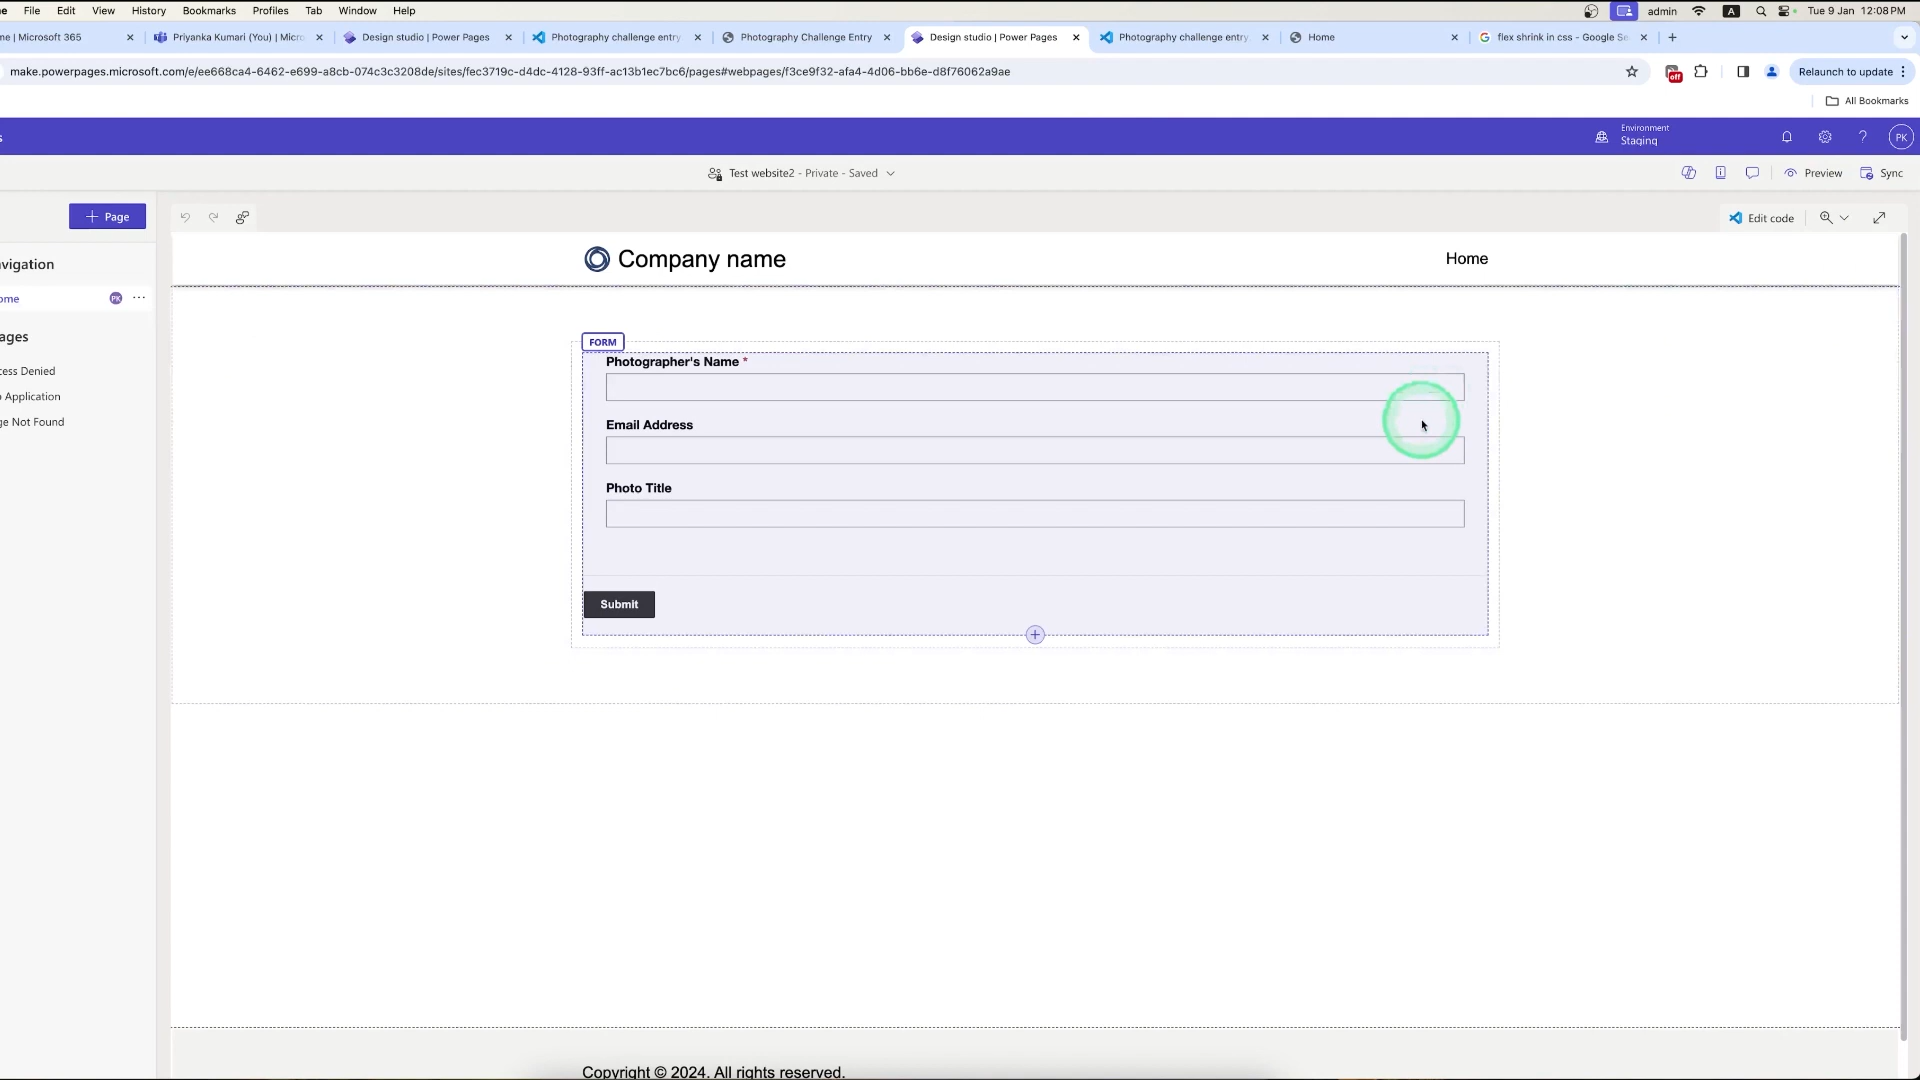 File Edit View History Bookmarks Profiles Tab Window Help admin A Tue 9 Jan 12:08 PM
me | Microsoft 365 Priyanka Kumari (You) | Micro Design studio | Power Pages Photography challenge entry Photography Challenge Entry Design studio | Power Pages Photography challenge entry Home flex shrink in css - Google Se
make.powerpages.microsoft.com/e/ee668ca4-6462-e699-a8cb-074c3c3208de/sites/fec3719c-d4dc-4128-93ff-ac13b1ec7bc6/pages#webpages/f3ce9f32-afa4-4d06-bb6e-d8f76062a9ae off Relaunch to update
All Bookmarks
s Environment
Staging PK
Test website2 - Private - Saved Preview Sync
+ Page Edit code
Company name Home
vigation
ome PK ...
ages
cess Denied
o Application
ge Not Found
FORM
Photographer's Name *
Email Address
Photo Title
Submit
Copyright © 2024. All rights reserved.